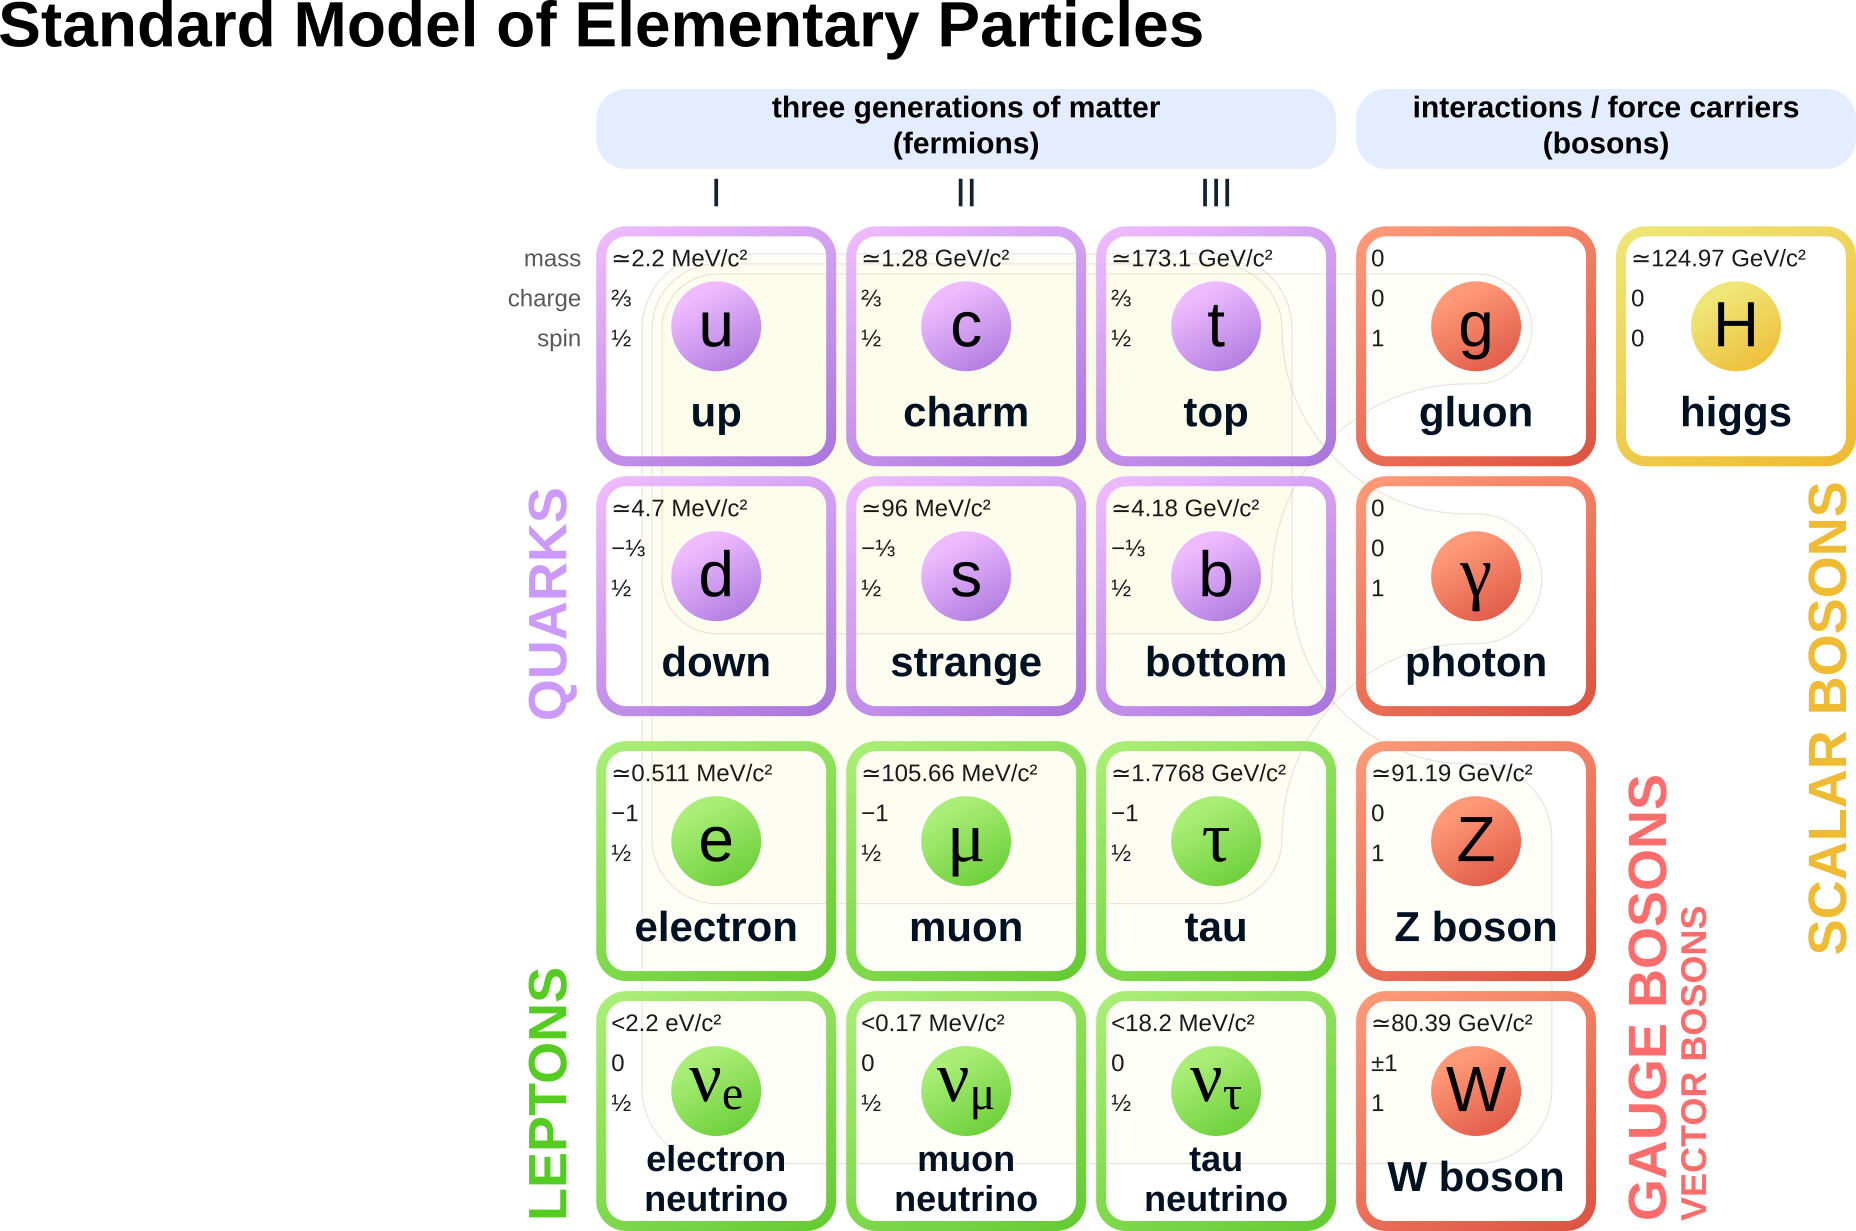 Standard Model of Elementary Particles
three generations of matter
(fermions)
interactions / force carriers
(bosons)
I
II
III
mass
charge
spin
≃2.2 MeV/c²
⅔
½
u
up
≃1.28 GeV/c²
⅔
½
c
charm
≃173.1 GeV/c²
⅔
½
t
top
0
0
1
g
gluon
≃124.97 GeV/c²
0
0
H
higgs
QUARKS
≃4.7 MeV/c²
−⅓
½
d
down
≃96 MeV/c²
−⅓
½
s
strange
≃4.18 GeV/c²
−⅓
½
b
bottom
0
0
1
γ
photon
SCALAR BOSONS
LEPTONS
≃0.511 MeV/c²
−1
½
e
electron
≃105.66 MeV/c²
−1
½
μ
muon
≃1.7768 GeV/c²
−1
½
τ
tau
≃91.19 GeV/c²
0
1
Z
Z boson
GAUGE BOSONS
VECTOR BOSONS
<2.2 eV/c²
0
½
νe
electron
neutrino
<0.17 MeV/c²
0
½
νμ
muon
neutrino
<18.2 MeV/c²
0
½
ντ
tau
neutrino
≃80.39 GeV/c²
±1
1
W
W boson